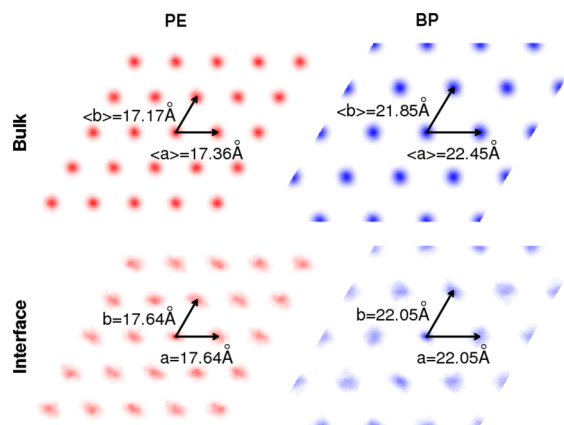 PE BP
Bulk
<b>=17.17Å
<a>=17.36Å
<b>=21.85Å
<a>=22.45Å
Interface
b=17.64Å
a=17.64Å
b=22.05Å
a=22.05Å